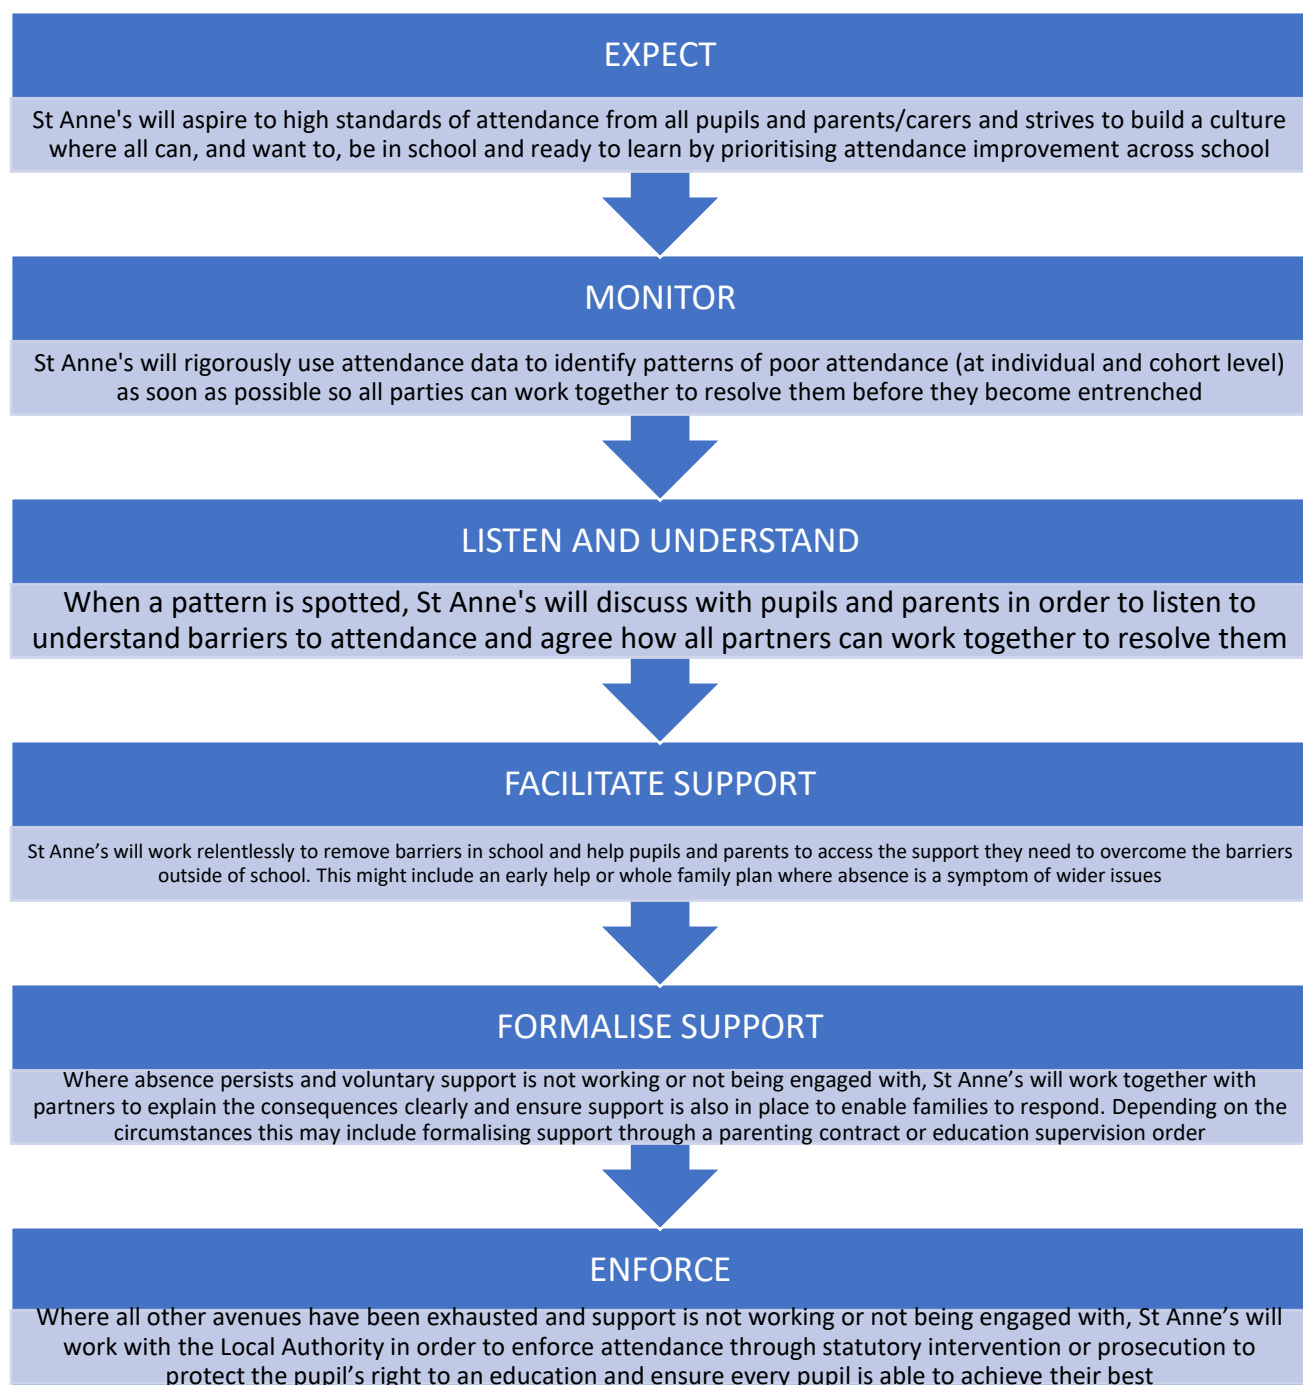 EXPECT
St Anne's will aspire to high standards of attendance from all pupils and parents/carers and strives to build a culture
where all can, and want to, be in school and ready to learn by prioritising attendance improvement across school
MONITOR
St Anne's will rigorously use attendance data to identify patterns of poor attendance (at individual and cohort level)
as soon as possible so all parties can work together to resolve them before they become entrenched
LISTEN AND UNDERSTAND
When a pattern is spotted, St Anne's will discuss with pupils and parents in order to listen to
understand barriers to attendance and agree how all partners can work together to resolve them
FACILITATE SUPPORT
St Anne’s will work relentlessly to remove barriers in school and help pupils and parents to access the support they need to overcome the barriers
outside of school. This might include an early help or whole family plan where absence is a symptom of wider issues
FORMALISE SUPPORT
Where absence persists and voluntary support is not working or not being engaged with, St Anne’s will work together with
partners to explain the consequences clearly and ensure support is also in place to enable families to respond. Depending on the
circumstances this may include formalising support through a parenting contract or education supervision order
ENFORCE
Where all other avenues have been exhausted and support is not working or not being engaged with, St Anne’s will
work with the Local Authority in order to enforce attendance through statutory intervention or prosecution to
protect the pupil’s right to an education and ensure every pupil is able to achieve their best